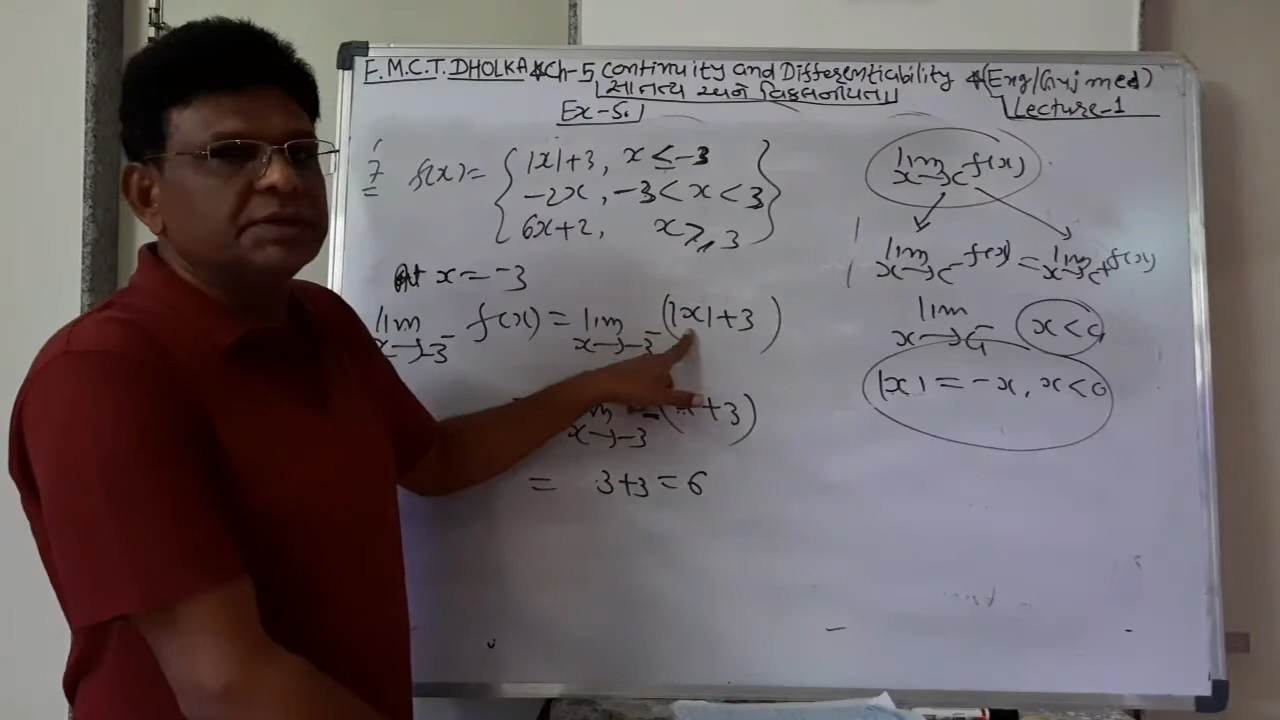 F.M.C.T. DHOLKA * Ch-5 Continuity and Differentiability * (Eng/Guj med)
સાતત્ય અને વિકલનીયતા
Lecture-1
Ex-5.1
7 f(x) = { |x|+3, x ≤ -3
-2x, -3 < x < 3
6x+2, x ≥ 3 }
At x = -3
lim x→-3⁻ f(x) = lim x→-3⁻ (|x|+3)
lim x→-3⁻ ( +3)
= 3+3 = 6
lim x→c f(x)
lim x→c⁻ f(x) = lim x→c⁺ f(x)
lim x→c⁻ x<c
|x| = -x, x<0